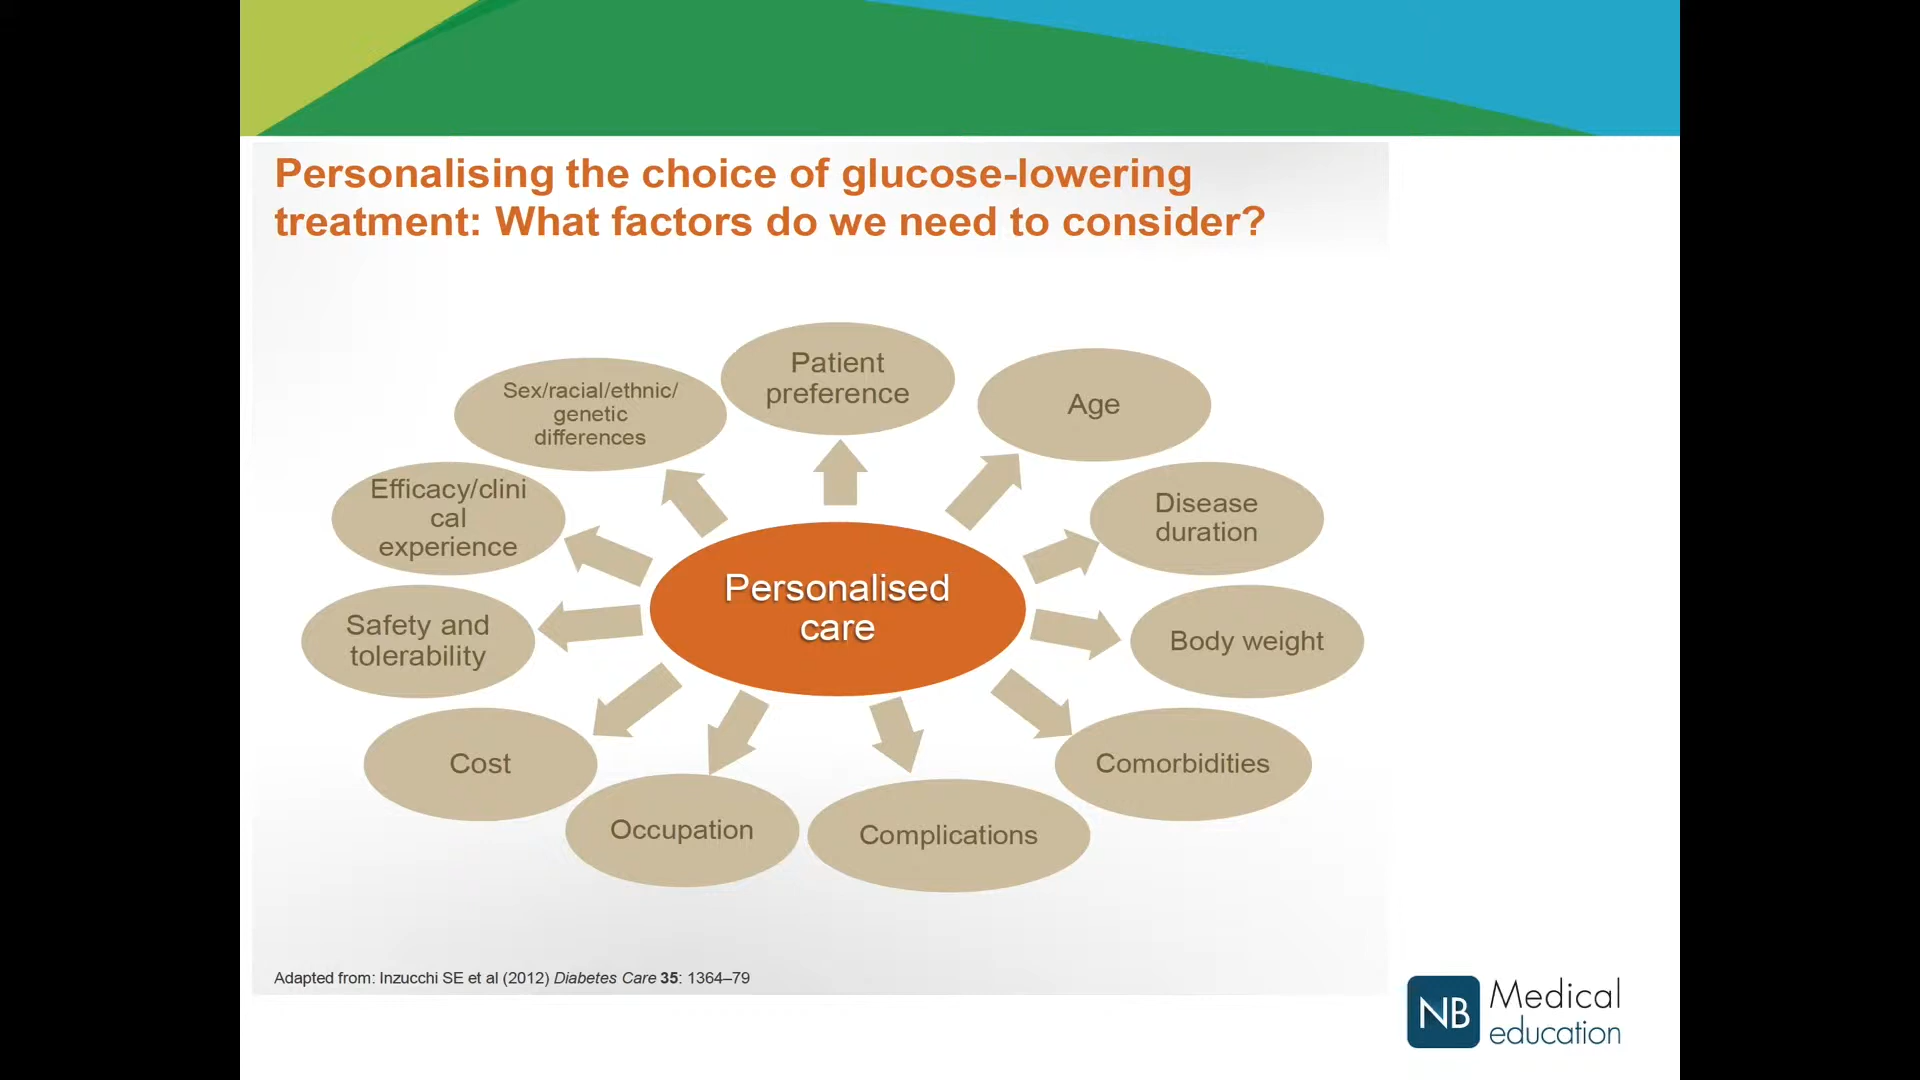 Personalising the choice of glucose-lowering
treatment: What factors do we need to consider?
Patient
preference
Age
Disease
duration
Body weight
Comorbidities
Complications
Occupation
Cost
Safety and
tolerability
Efficacy/clini
cal
experience
Sex/racial/ethnic/
genetic
differences
Personalised
care
Adapted from: Inzucchi SE et al (2012) Diabetes Care 35: 1364–79
NB
Medical
education